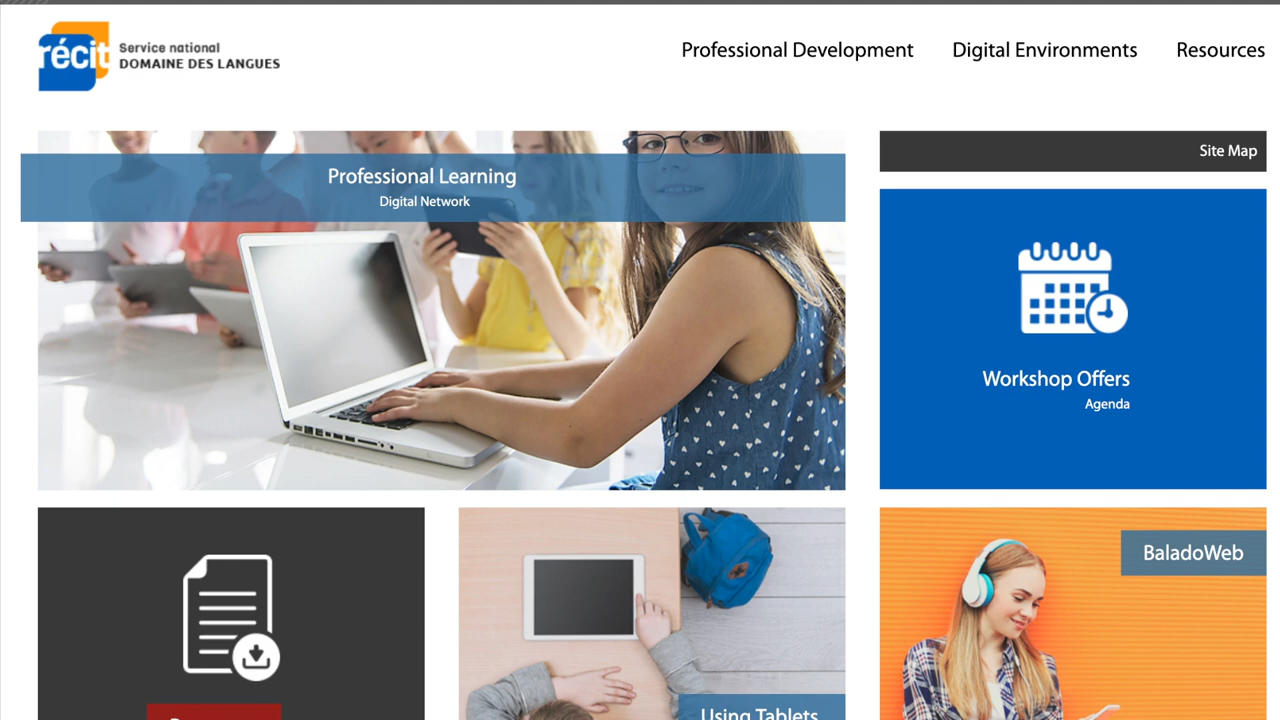 récit
Service national
DOMAINE DES LANGUES
Professional Development
Digital Environments
Resources
Professional Learning
Digital Network
Site Map
Workshop Offers
Agenda
BaladoWeb
Using Tablets